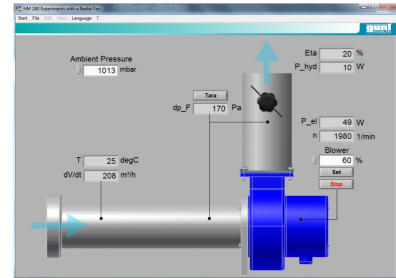 HM 280 Experiments with a Radial Fan
Start File Edit View Language ?
gunt
Ambient Pressure
1013 mbar
Eta 20 %
P_hyd 10 W
Tara
dp_F 170 Pa
P_el 49 W
n 1980 1/min
Blower
60 %
Set
Stop
T 25 degC
dV/dt 208 m³/h